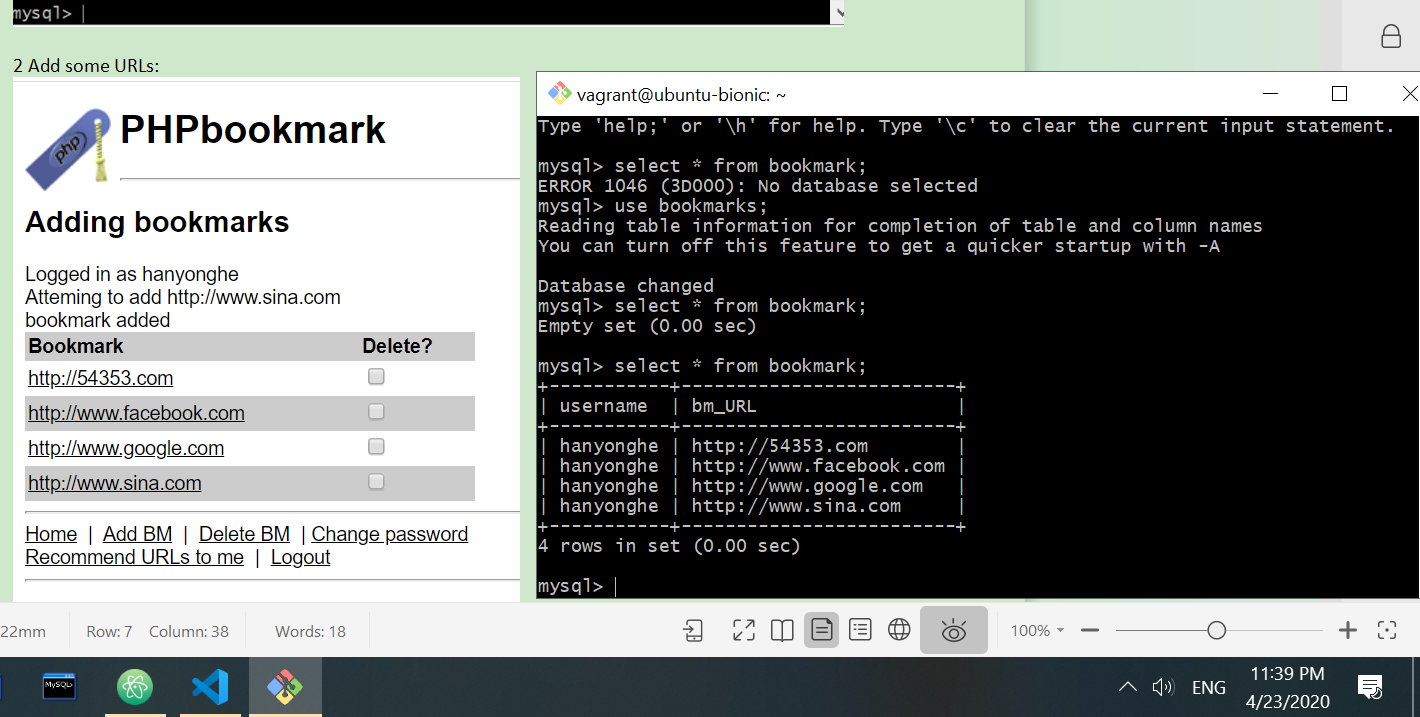 mysql>
2 Add some URLs:
php
PHPbookmark
Adding bookmarks
Logged in as hanyonghe
Atteming to add http://www.sina.com
bookmark added
Bookmark Delete?
http://54353.com
http://www.facebook.com
http://www.google.com
http://www.sina.com
Home | Add BM | Delete BM | Change password
Recommend URLs to me | Logout
vagrant@ubuntu-bionic: ~
Type 'help;' or '\h' for help. Type '\c' to clear the current input statement.
mysql> select * from bookmark;
ERROR 1046 (3D000): No database selected
mysql> use bookmarks;
Reading table information for completion of table and column names
You can turn off this feature to get a quicker startup with -A
Database changed
mysql> select * from bookmark;
Empty set (0.00 sec)
mysql> select * from bookmark;
+-----------+-------------------------+
| username | bm_URL |
+-----------+-------------------------+
| hanyonghe | http://54353.com |
| hanyonghe | http://www.facebook.com |
| hanyonghe | http://www.google.com |
| hanyonghe | http://www.sina.com |
+-----------+-------------------------+
4 rows in set (0.00 sec)
mysql>
22mm Row: 7 Column: 38 Words: 18 100%
MySQL>
ENG
11:39 PM
4/23/2020